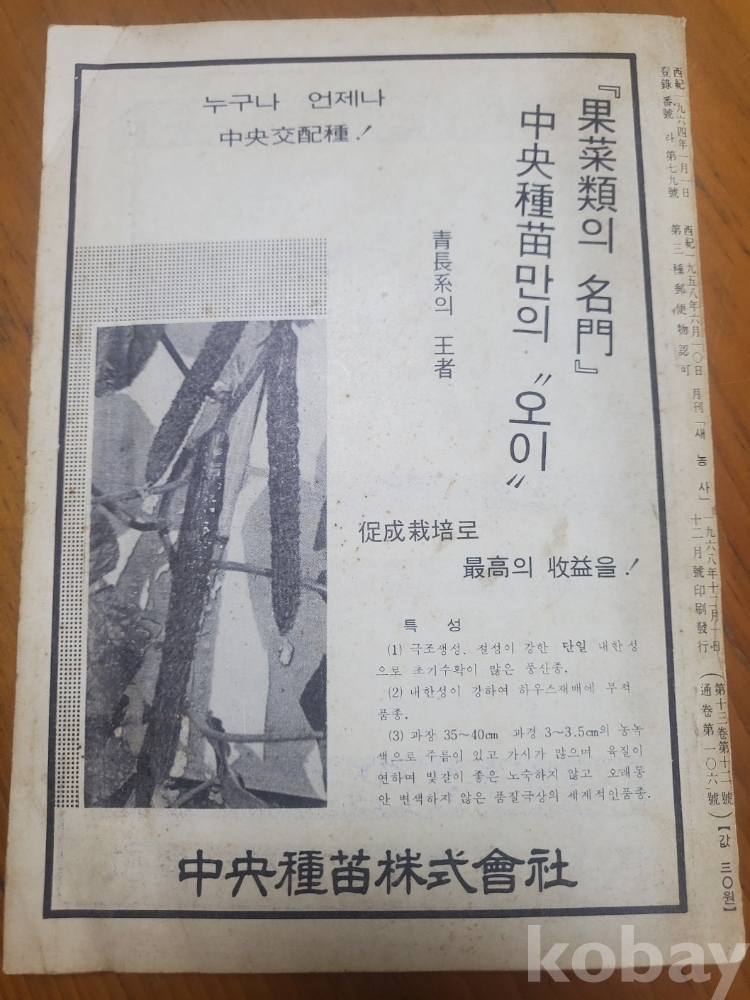 西紀一九六四年一月一日
登錄番號 라 第七九號
西紀一九五八年六月一〇日
第三種郵便物認可
月刊「새농사」
一九六八年十二月一日
十二月號印刷發行
(第十三卷第十二號
通卷第一〇六號)
【값 三〇원】
『果菜類의 名門』
中央種苗만의 〝오이〟
靑長系의 王者
누구나 언제나
中央交配種!
促成栽培로
最高의 收益을!
특 성
(1) 극조생성. 절성이 강한 단일 내한성
으로 초기수확이 많은 풍산종.
(2) 내한성이 강하여 하우스재배에 무적
품종.
(3) 과장 35~40cm 과경 3~3.5cm의 농녹
색으로 주름이 있고 가시가 많으며 육질이
연하며 빛갈이 좋은 노숙하지 않고 오래동
안 변색하지 않은 품질극상의 세계적인품종.
中央種苗株式會社
kobay